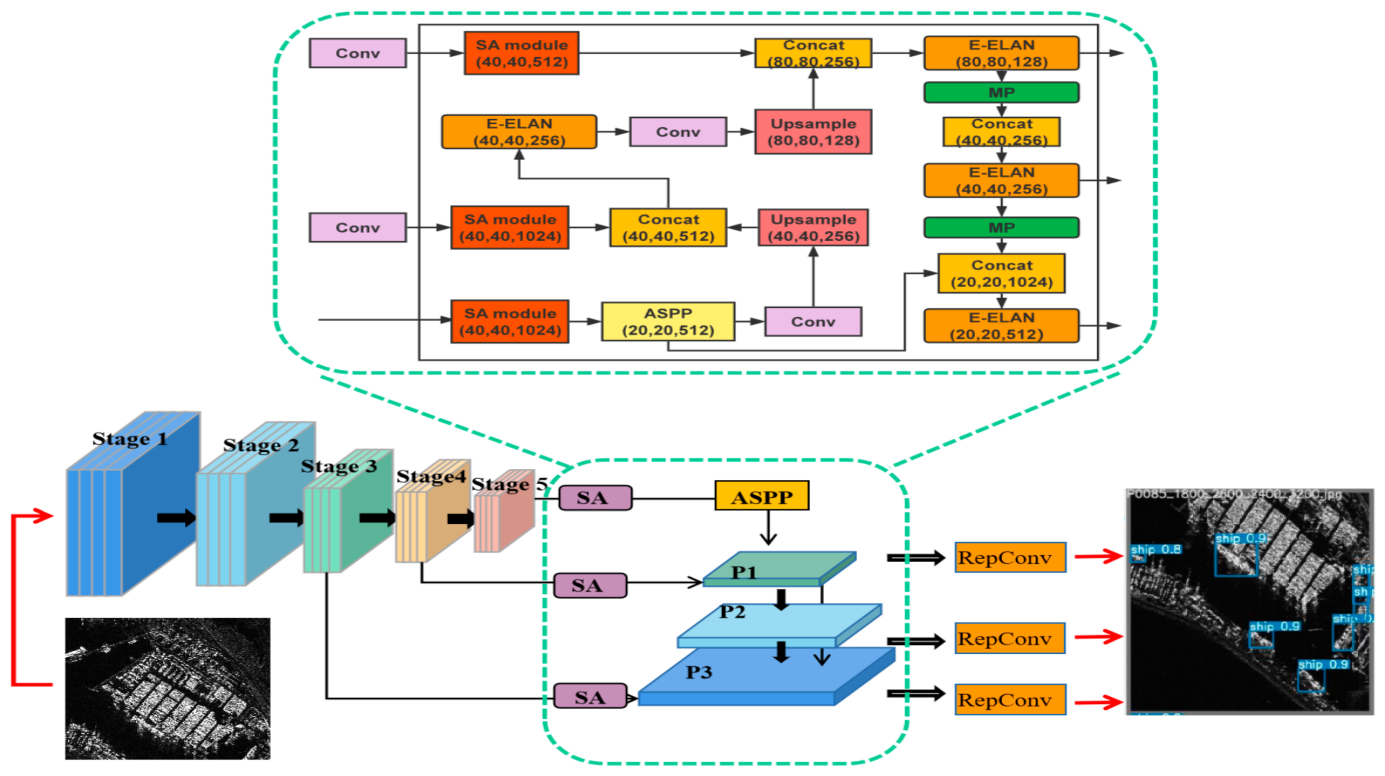 Conv
SA module
(40,40,512)
Concat
(80,80,256)
E-ELAN
(80,80,128)
MP
E-ELAN
(40,40,256)
Conv
Upsample
(80,80,128)
Concat
(40,40,256)
E-ELAN
(40,40,256)
Conv
SA module
(40,40,1024)
Concat
(40,40,512)
Upsample
(40,40,256)
MP
Concat
(20,20,1024)
SA module
(40,40,1024)
ASPP
(20,20,512)
Conv
E-ELAN
(20,20,512)
Stage 1
Stage 2
Stage 3
Stage4
Stage 5
SA
ASPP
SA
P1
P2
SA
P3
RepConv
RepConv
RepConv
P0085_1800_2600_2400_3200.jpg
ship 0.9
ship 0.8
ship
ship 0.9
ship 0.
ship 0.9